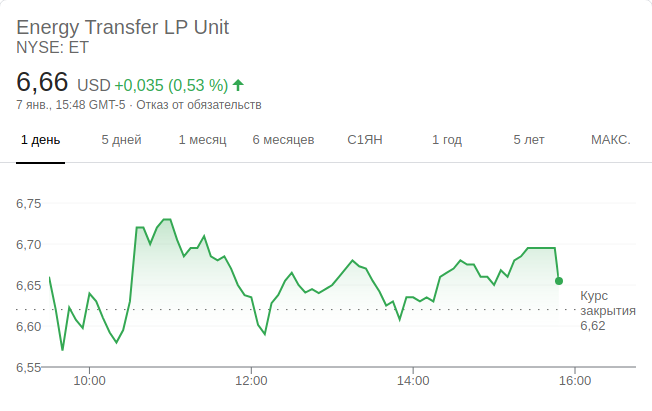 Energy Transfer LP Unit
NYSE: ET
6,66 USD +0,035 (0,53 %)
7 янв., 15:48 GMT-5 · Отказ от обязательств
1 день 5 дней 1 месяц 6 месяцев С1ЯН 1 год 5 лет МАКС.
6,75
6,70
6,65
6,60
6,55
Курс
закрытия
6,62
10:00 12:00 14:00 16:00